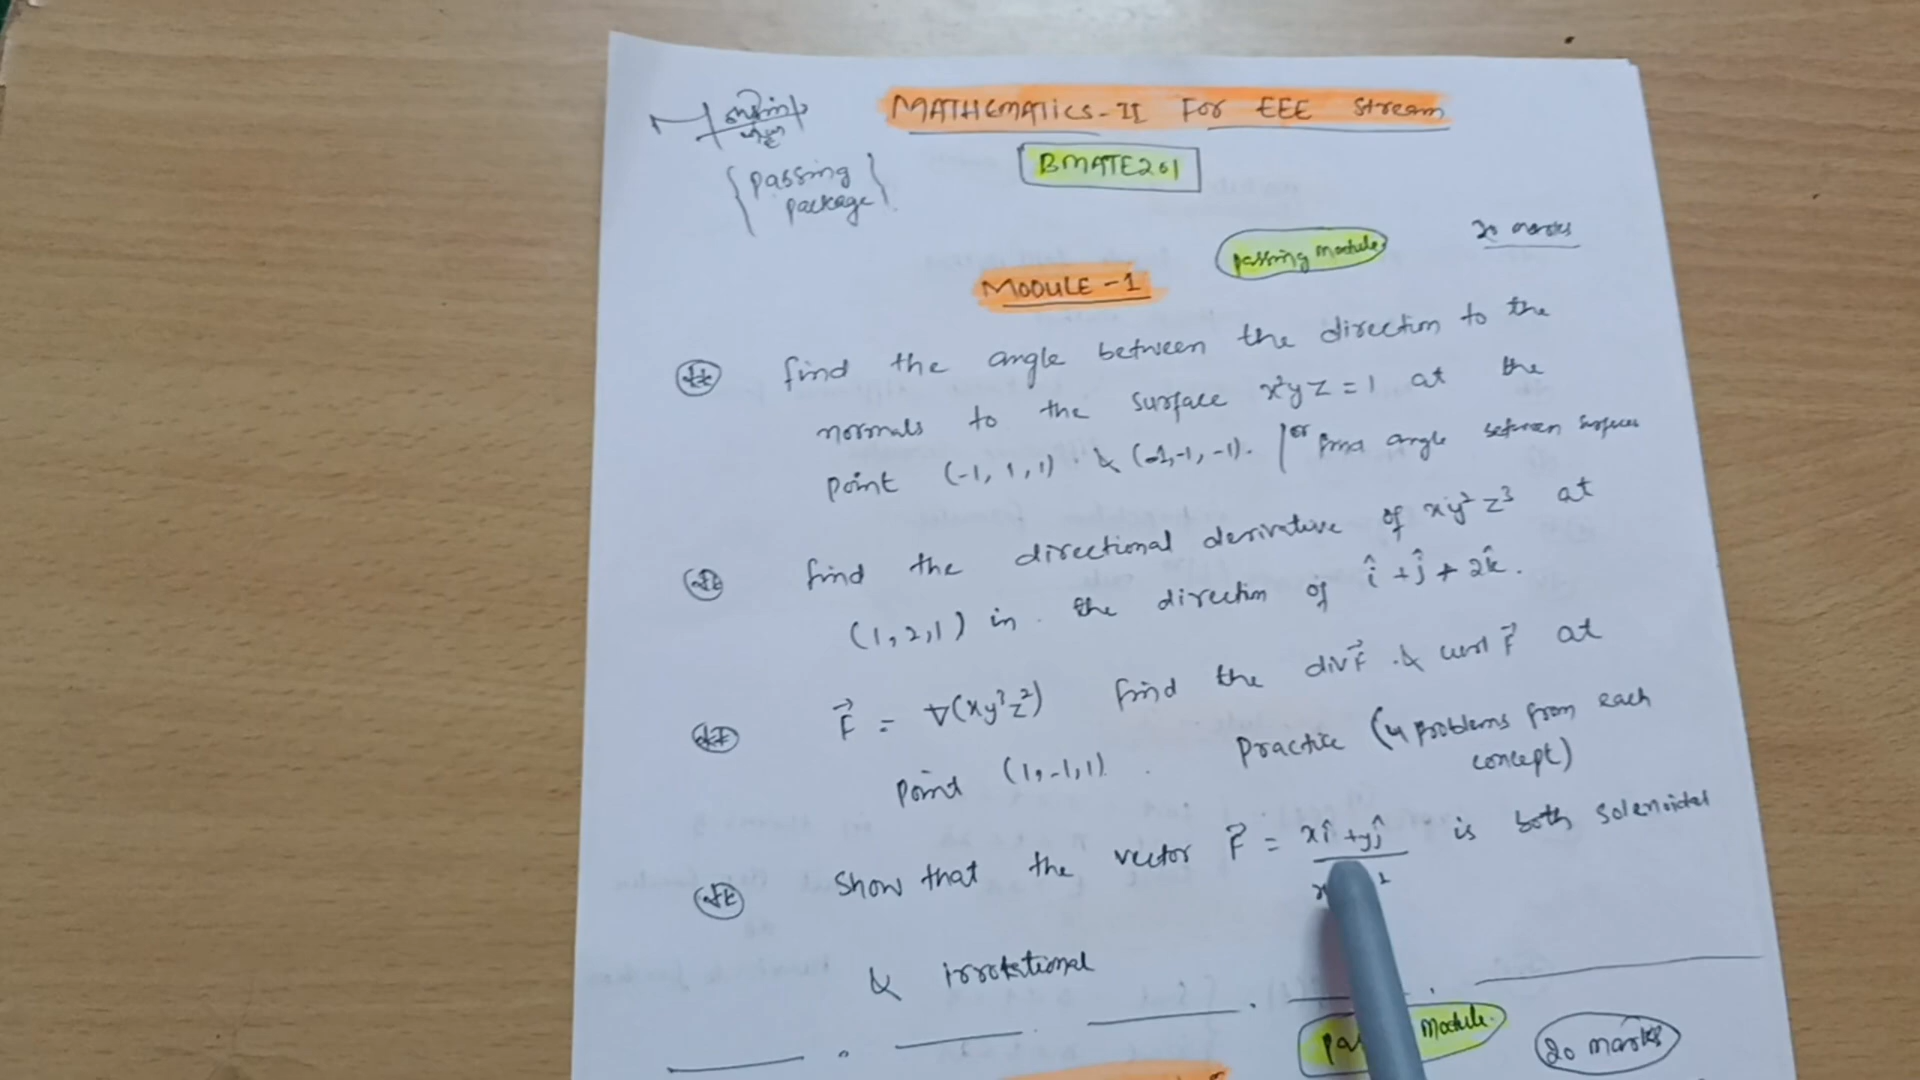 MATHEMATICS-II For EEE Stream
BMATE201
{Passing
package}
passing module
20 marks
MODULE -1
find the angle between the direction to the
normals to the surface x²yz=1 at the
point (-1, 1, 1) & (-1,-1, -1). | or find angle between surfaces
find the directional derivative of xy²z³ at
(1,2,1) in the direction of î + ĵ + 2k̂.
F⃗ = ∇(xy³z²) find the div F⃗ & curl F⃗ at
point (1,-1,1). Practice (4 problems from each
concept)
Show that the vector F⃗ = xî+yĵ is both solenoidal
& irrotational
module.
20 marks